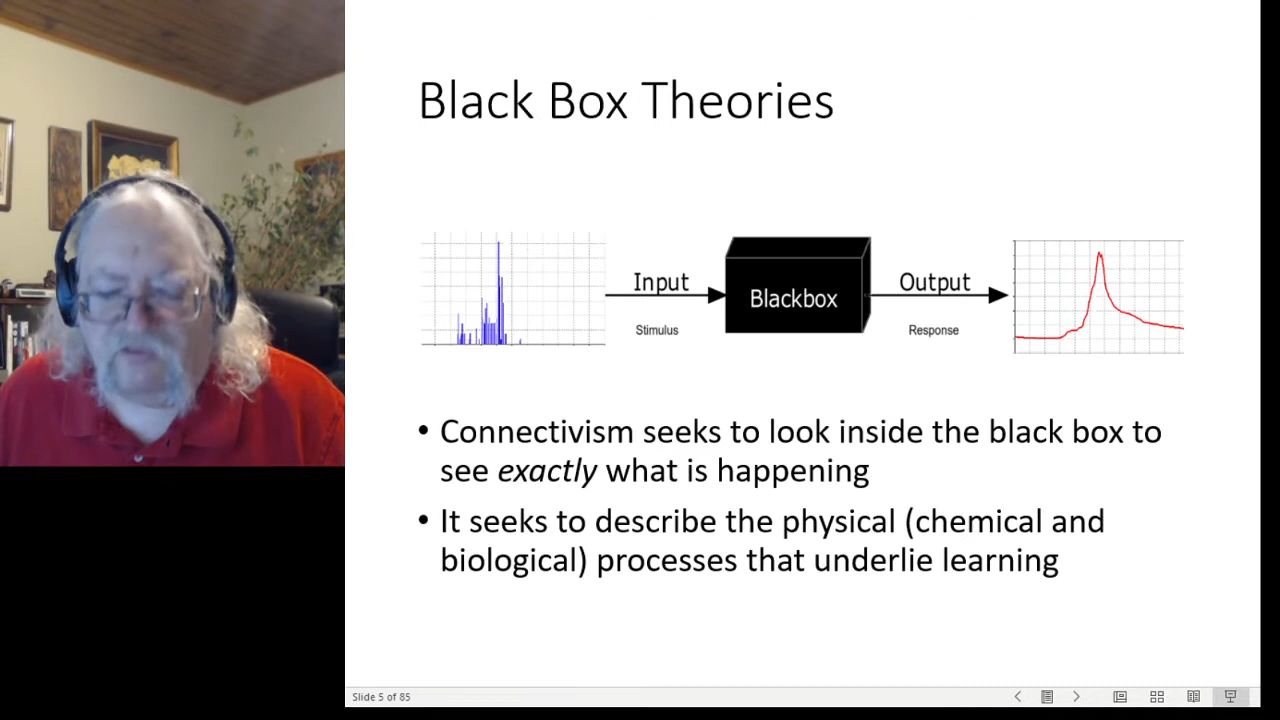 Black Box Theories
Input
Stimulus
Blackbox
Output
Response
• Connectivism seeks to look inside the black box to
see exactly what is happening
• It seeks to describe the physical (chemical and
biological) processes that underlie learning
Slide 5 of 85